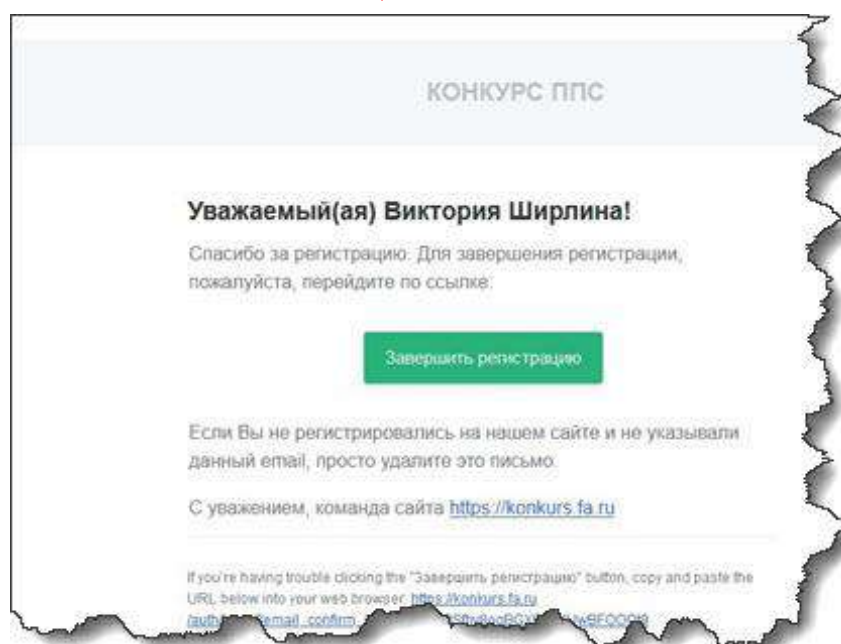 КОНКУРС ППС
Уважаемый(ая) Виктория Ширлина!
Спасибо за регистрацию. Для завершения регистрации,
пожалуйста, перейдите по ссылке:
Завершить регистрацию
Если Вы не регистрировались на нашем сайте и не указывали
данный email, просто удалите это письмо.
С уважением, команда сайта https://konkurs.fa.ru
If you're having trouble clicking the "Завершить регистрацию" button, copy and paste the
URL below into your web browser: https://konkurs.fa.ru
email_confirm